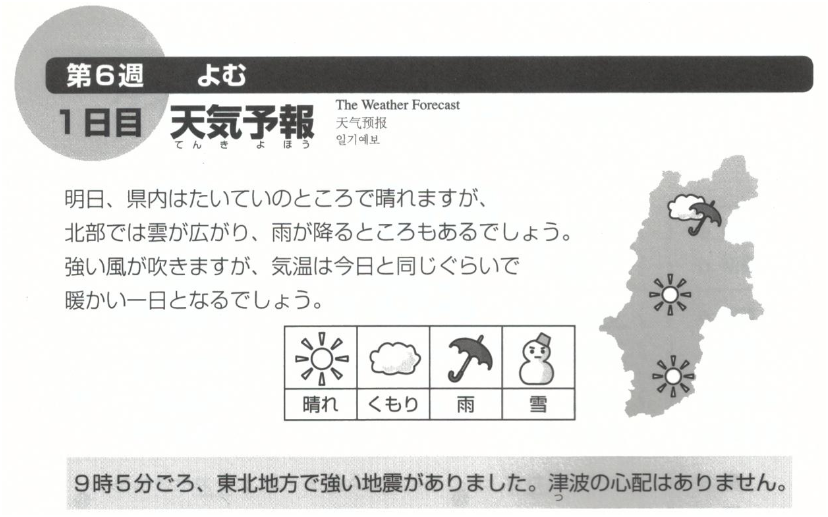 第6週 よむ
1日目 天気予報
てんきよほう
The Weather Forecast
天气预报
일기예보
明日、県内はたいていのところで晴れますが、
北部では雲が広がり、雨が降るところもあるでしょう。
強い風が吹きますが、気温は今日と同じぐらいで
暖かい一日となるでしょう。
晴れ くもり 雨 雪
9時5分ごろ、東北地方で強い地震がありました。津波の心配はありません。
つ